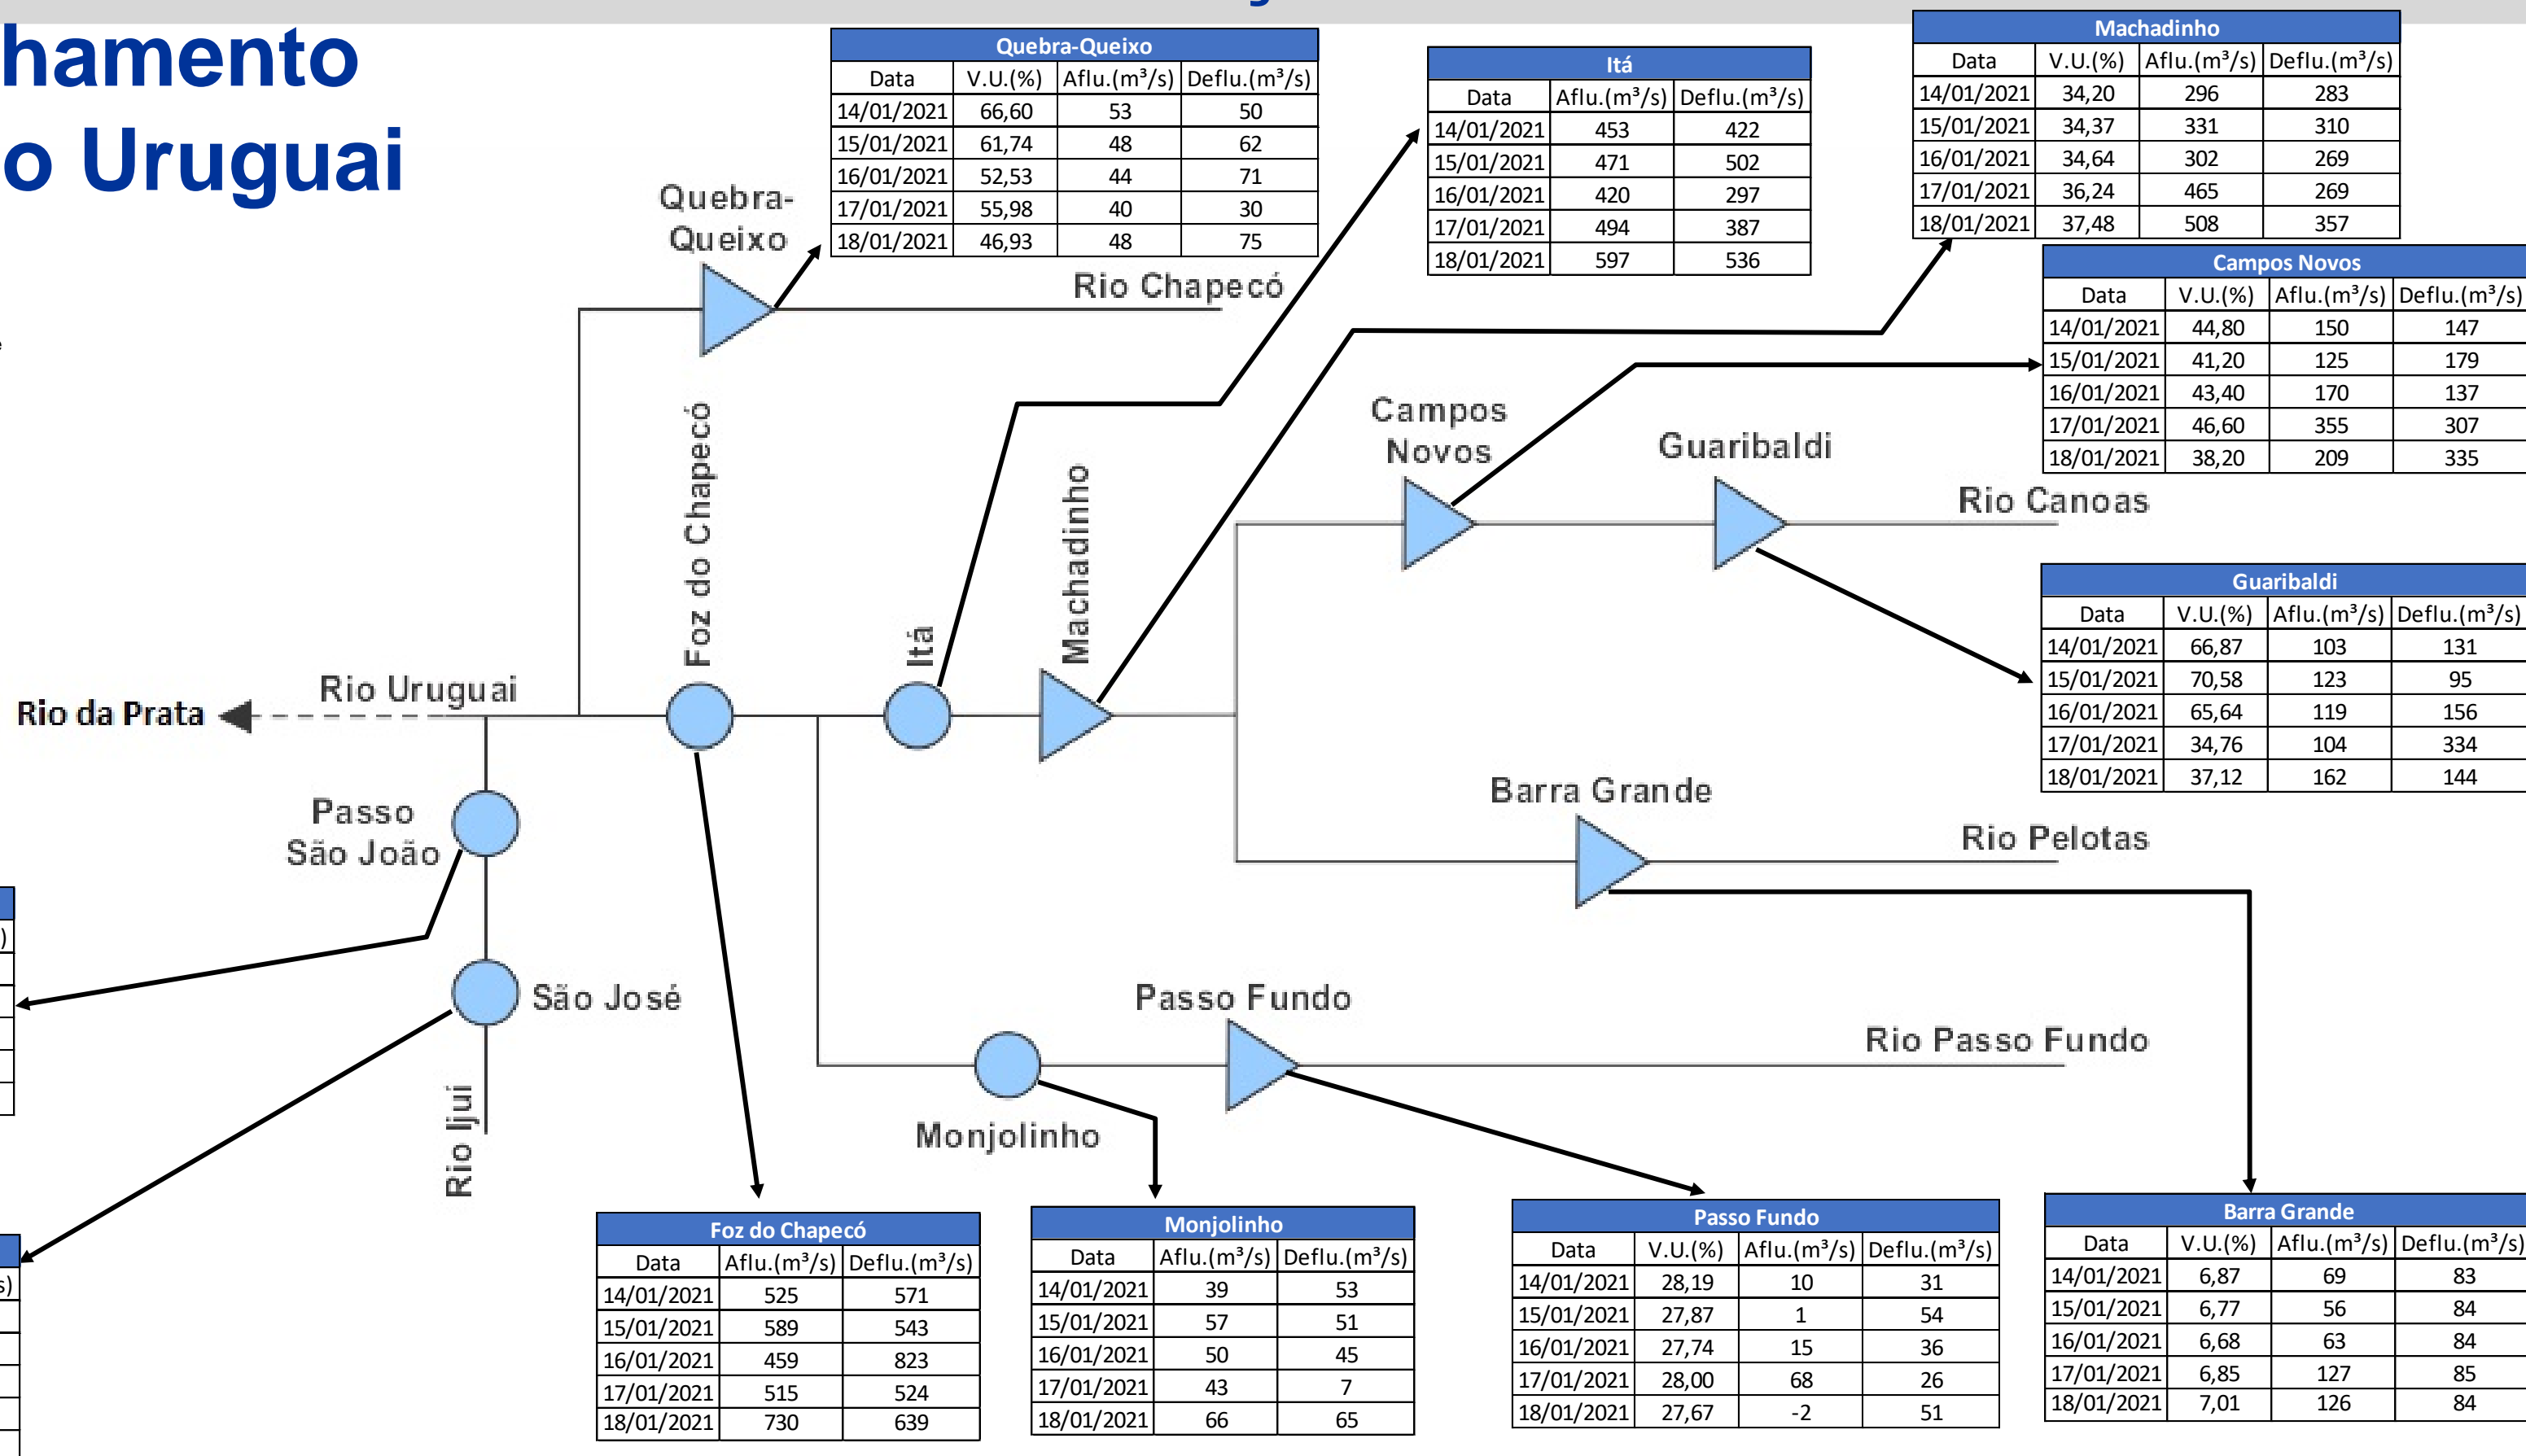 hamento
o Uruguai
Quebra-Queixo
Data V.U.(%) Aflu.(m³/s) Deflu.(m³/s)
14/01/2021 66,60 53 50
15/01/2021 61,74 48 62
16/01/2021 52,53 44 71
17/01/2021 55,98 40 30
18/01/2021 46,93 48 75
Itá
Data Aflu.(m³/s) Deflu.(m³/s)
14/01/2021 453 422
15/01/2021 471 502
16/01/2021 420 297
17/01/2021 494 387
18/01/2021 597 536
Machadinho
Data V.U.(%) Aflu.(m³/s) Deflu.(m³/s)
14/01/2021 34,20 296 283
15/01/2021 34,37 331 310
16/01/2021 34,64 302 269
17/01/2021 36,24 465 269
18/01/2021 37,48 508 357
Campos Novos
Data V.U.(%) Aflu.(m³/s) Deflu.(m³/s)
14/01/2021 44,80 150 147
15/01/2021 41,20 125 179
16/01/2021 43,40 170 137
17/01/2021 46,60 355 307
18/01/2021 38,20 209 335
Quebra-
Queixo
Rio Chapecó
Foz do Chapecó
Itá
Machadinho
Campos
Novos
Guaribaldi
Rio Canoas
Guaribaldi
Data V.U.(%) Aflu.(m³/s) Deflu.(m³/s)
14/01/2021 66,87 103 131
15/01/2021 70,58 123 95
16/01/2021 65,64 119 156
17/01/2021 34,76 104 334
18/01/2021 37,12 162 144
Rio da Prata
Rio Uruguai
Passo
São João
São José
Rio Ijuí
Barra Grande
Rio Pelotas
Passo Fundo
Rio Passo Fundo
Monjolinho
)
s)
Foz do Chapecó
Data Aflu.(m³/s) Deflu.(m³/s)
14/01/2021 525 571
15/01/2021 589 543
16/01/2021 459 823
17/01/2021 515 524
18/01/2021 730 639
Monjolinho
Data Aflu.(m³/s) Deflu.(m³/s)
14/01/2021 39 53
15/01/2021 57 51
16/01/2021 50 45
17/01/2021 43 7
18/01/2021 66 65
Passo Fundo
Data V.U.(%) Aflu.(m³/s) Deflu.(m³/s)
14/01/2021 28,19 10 31
15/01/2021 27,87 1 54
16/01/2021 27,74 15 36
17/01/2021 28,00 68 26
18/01/2021 27,67 -2 51
Barra Grande
Data V.U.(%) Aflu.(m³/s) Deflu.(m³/s)
14/01/2021 6,87 69 83
15/01/2021 6,77 56 84
16/01/2021 6,68 63 84
17/01/2021 6,85 127 85
18/01/2021 7,01 126 84